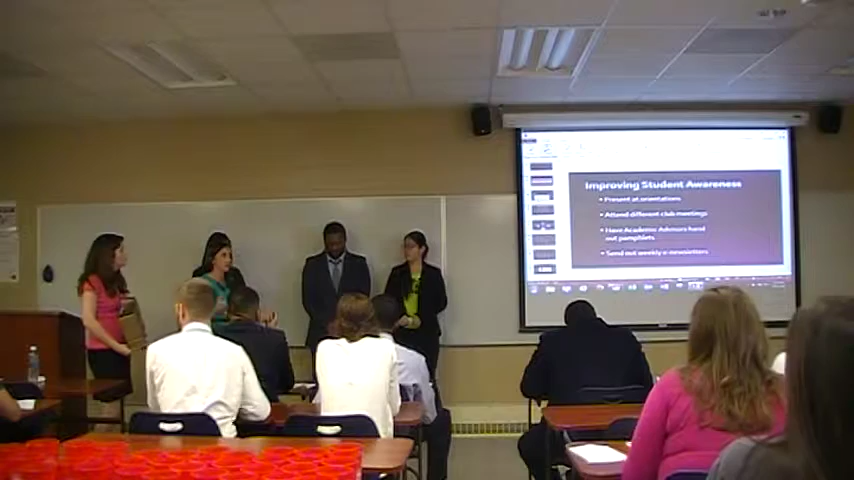 Improving Student Awareness
• Present at orientations
• Attend different club meetings
• Have Academic Advisors hand
out pamphlets
• Send out weekly e-newsletters